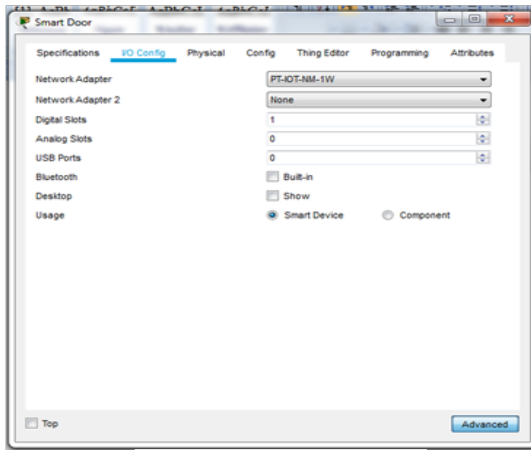 Smart Door
Specifications I/O Config Physical Config Thing Editor Programming Attributes
Network Adapter PT-IOT-NM-1W
Network Adapter 2 None
Digital Slots 1
Analog Slots 0
USB Ports 0
Bluetooth Built-in
Desktop Show
Usage Smart Device Component
Top Advanced